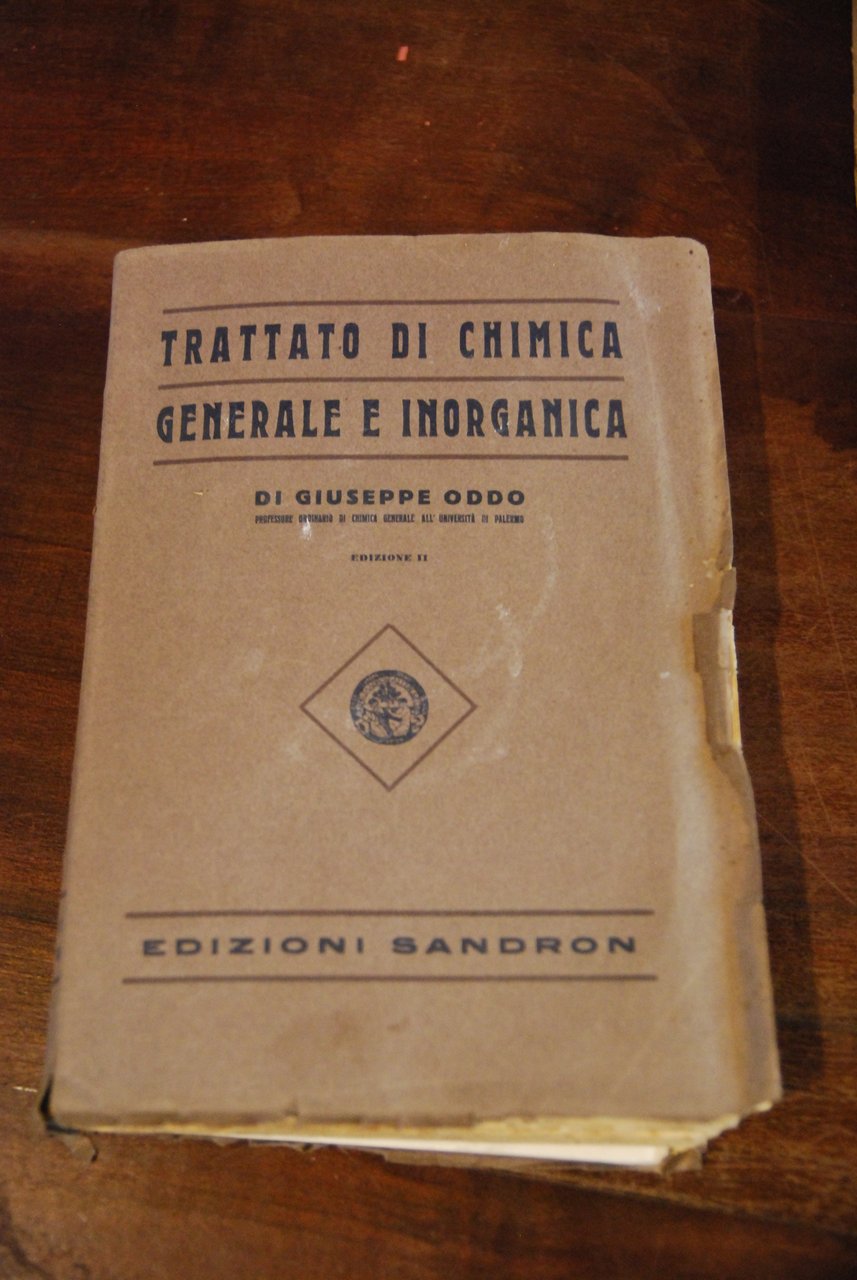 TRATTATO DI CHIMICA
GENERALE E INORGANICA
DI GIUSEPPE ODDO
PROFESSORE ORDINARIO DI CHIMICA GENERALE ALL' UNIVERSITÀ DI PALERMO
EDIZIONE II
EDIZIONI SANDRON